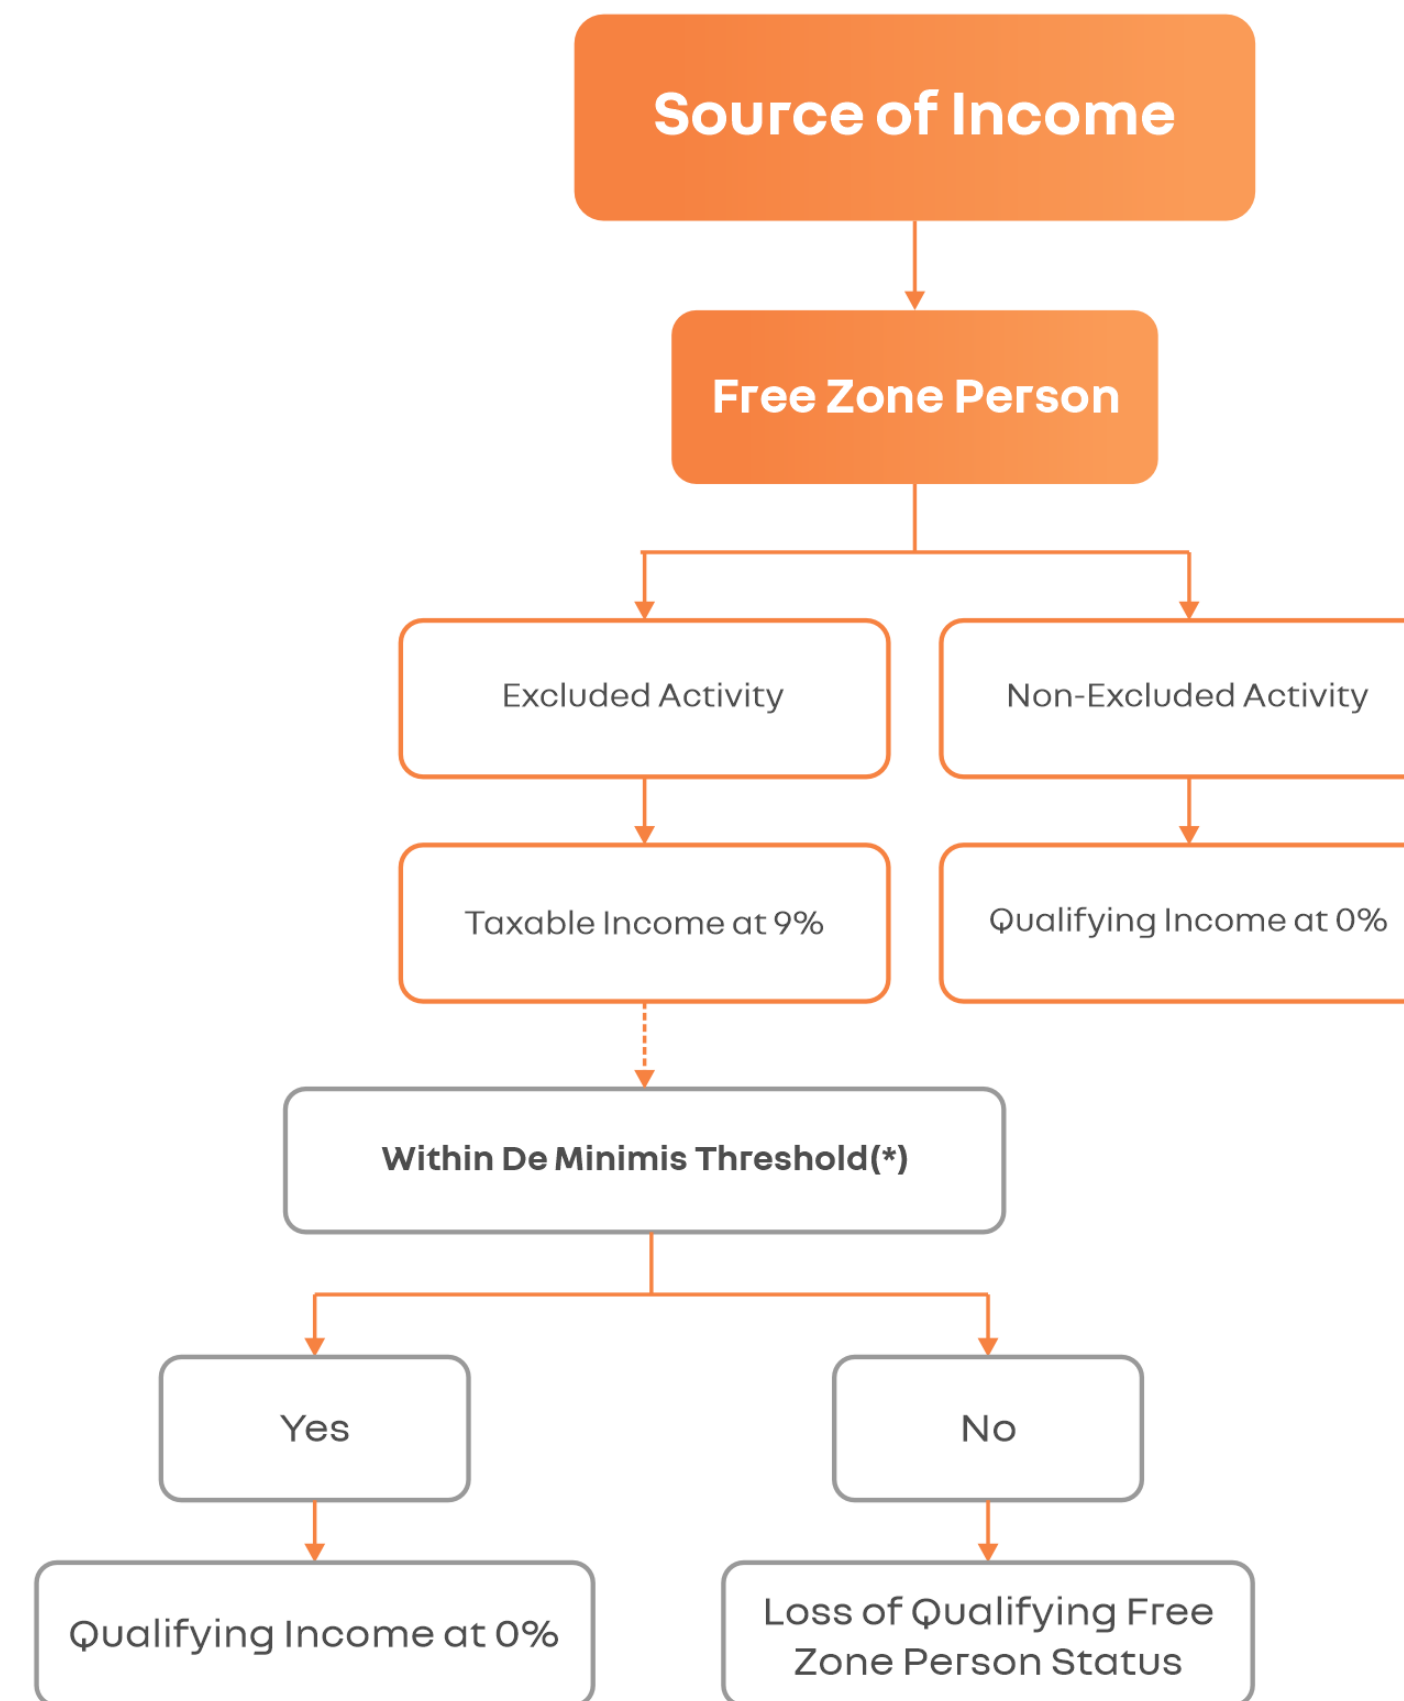 Source of Income
Free Zone Person
Excluded Activity
Non-Excluded Activity
Taxable Income at 9%
Qualifying Income at 0%
Within De Minimis Threshold(*)
Yes
No
Qualifying Income at 0%
Loss of Qualifying Free
Zone Person Status